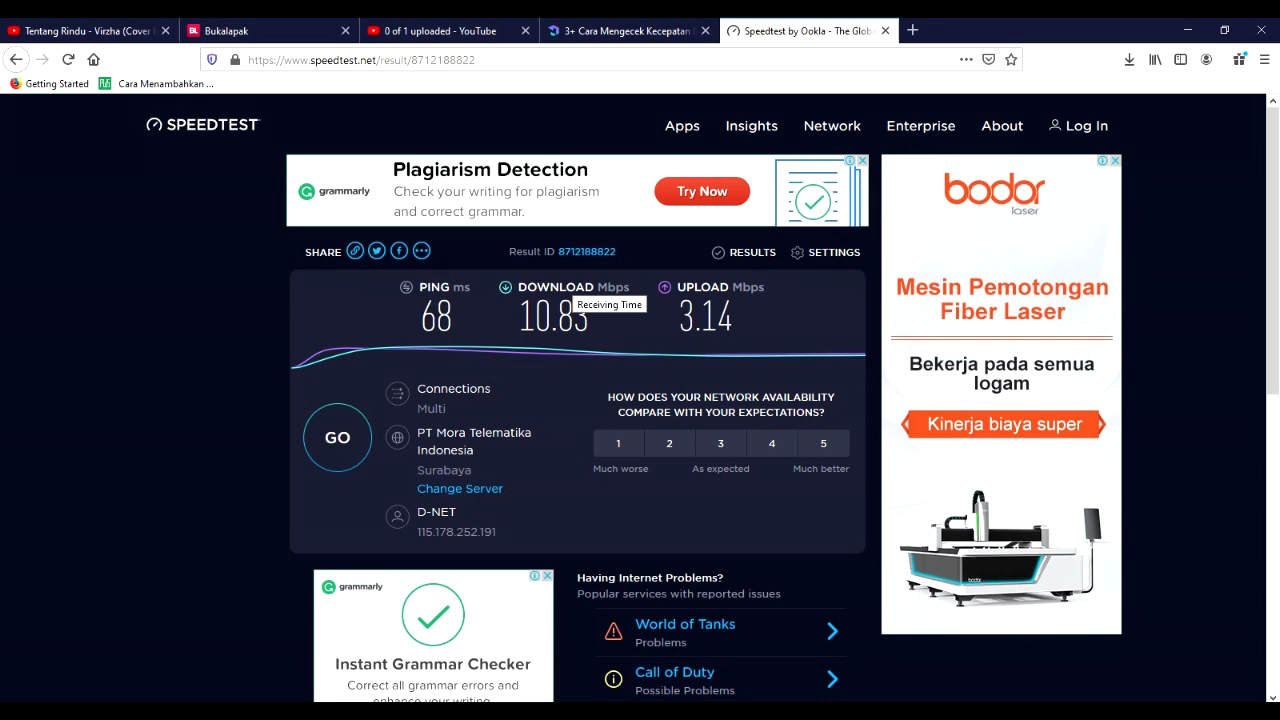 Tentang Rindu - Virzha (Cover
Bukalapak
0 of 1 uploaded - YouTube
3+ Cara Mengecek Kecepatan
Speedtest by Ookla - The Glob
https://www.speedtest.net/result/8712188822
Getting Started
Cara Menambahkan ...
SPEEDTEST
Apps
Insights
Network
Enterprise
About
Log In
grammarly
Plagiarism Detection
Check your writing for plagiarism
and correct grammar.
Try Now
SHARE
Result ID 8712188822
RESULTS
SETTINGS
PING ms
68
DOWNLOAD Mbps
10.83
Receiving Time
UPLOAD Mbps
3.14
GO
Connections
Multi
PT Mora Telematika
Indonesia
Surabaya
Change Server
D-NET
115.178.252.191
HOW DOES YOUR NETWORK AVAILABILITY
COMPARE WITH YOUR EXPECTATIONS?
1 2 3 4 5
Much worse As expected Much better
grammarly
Instant Grammar Checker
Correct all grammar errors and
enhance your writing.
Having Internet Problems?
Popular services with reported issues
World of Tanks
Problems
Call of Duty
Possible Problems
bodor
laser
Mesin Pemotongan
Fiber Laser
Bekerja pada semua
logam
Kinerja biaya super